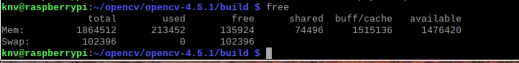 knv@raspberrypi:~/opencv/opencv-4.5.1/build $ free
total used free shared buff/cache available
Mem: 1864512 213452 135924 74496 1515136 1476420
Swap: 102396 0 102396
knv@raspberrypi:~/opencv/opencv-4.5.1/build $